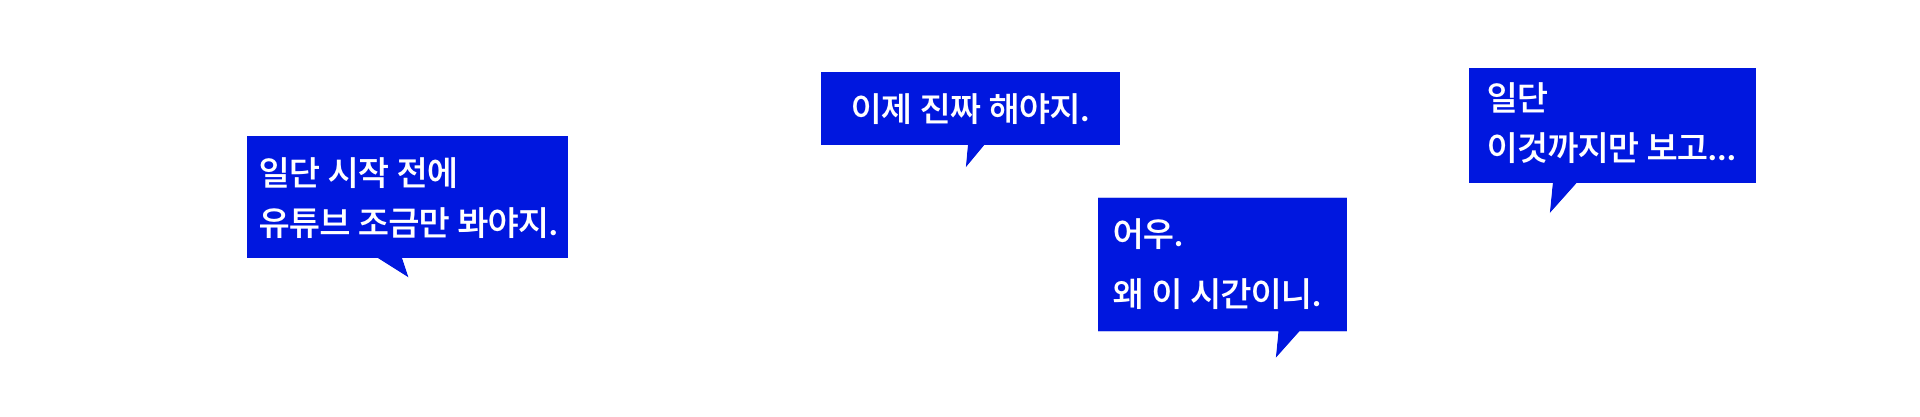 일단 시작 전에
유튜브 조금만 봐야지.
이제 진짜 해야지.
어우.
왜 이 시간이니.
일단
이것까지만 보고...